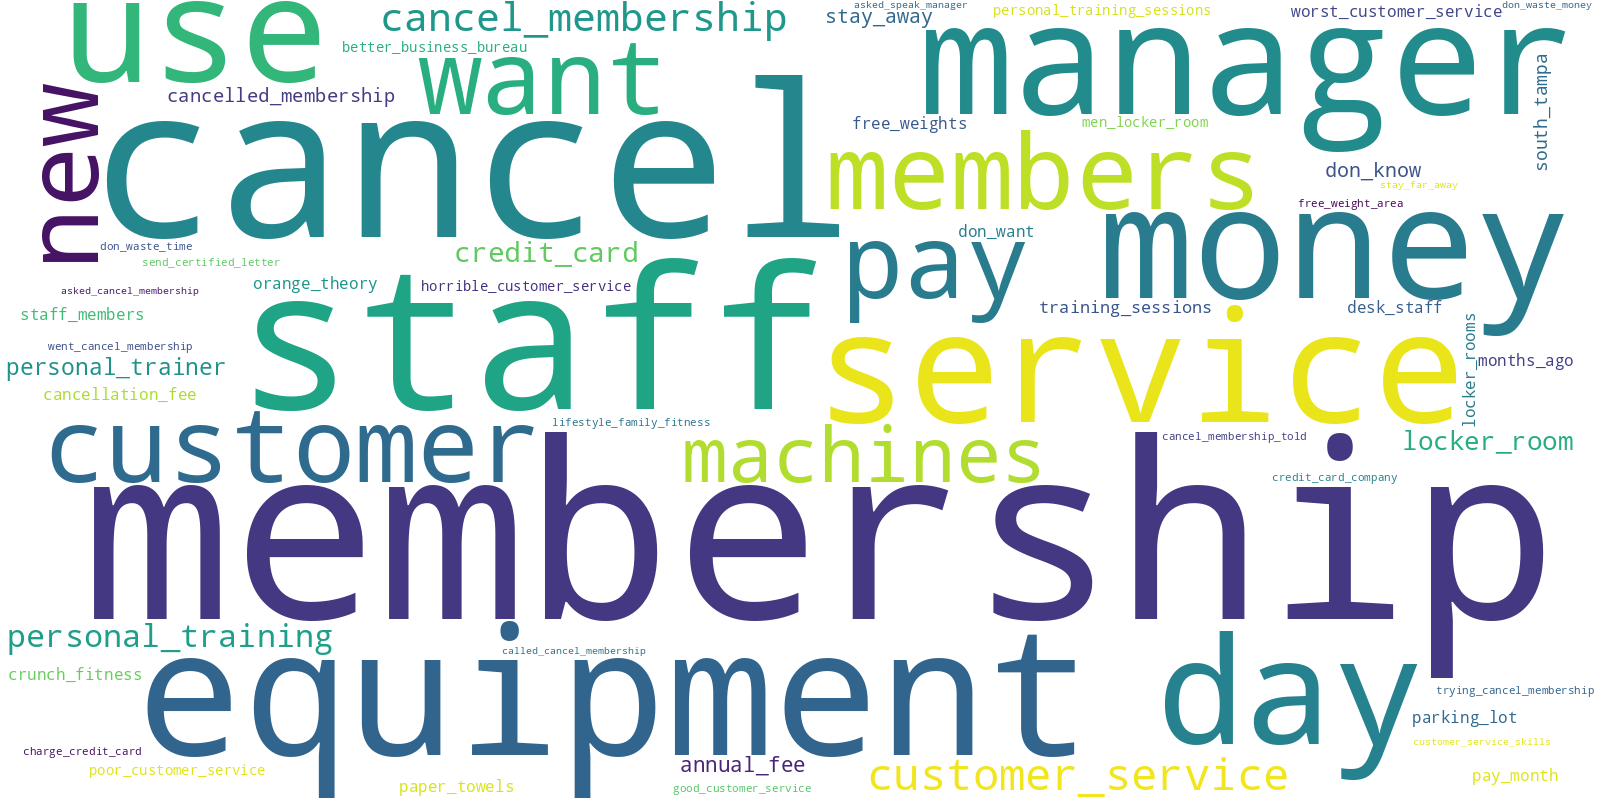 use
cancel_membership
asked_speak_manager
stay_away
personal_training_sessions
worst_customer_service
don_waste_money
better_business_bureau
want
manager
cancelled_membership
new
cancel
free_weights
men_locker_room
south_tampa
members
don_know
stay_far_away
free_weight_area
money
don_want
pay
don_waste_time
send_certified_letter
credit_card
asked_cancel_membership
orange_theory
horrible_customer_service
staff
staff_members
training_sessions
desk_staff
service
locker_rooms
months_ago
went_cancel_membership
personal_trainer
cancellation_fee
lifestyle_family_fitness
customer
machines
cancel_membership_told
locker_room
credit_card_company
membership
personal_training
called_cancel_membership
crunch_fitness
equipment
day
trying_cancel_membership
parking_lot
customer_service_skills
charge_credit_card
poor_customer_service
annual_fee
paper_towels
good_customer_service
customer_service
pay_month